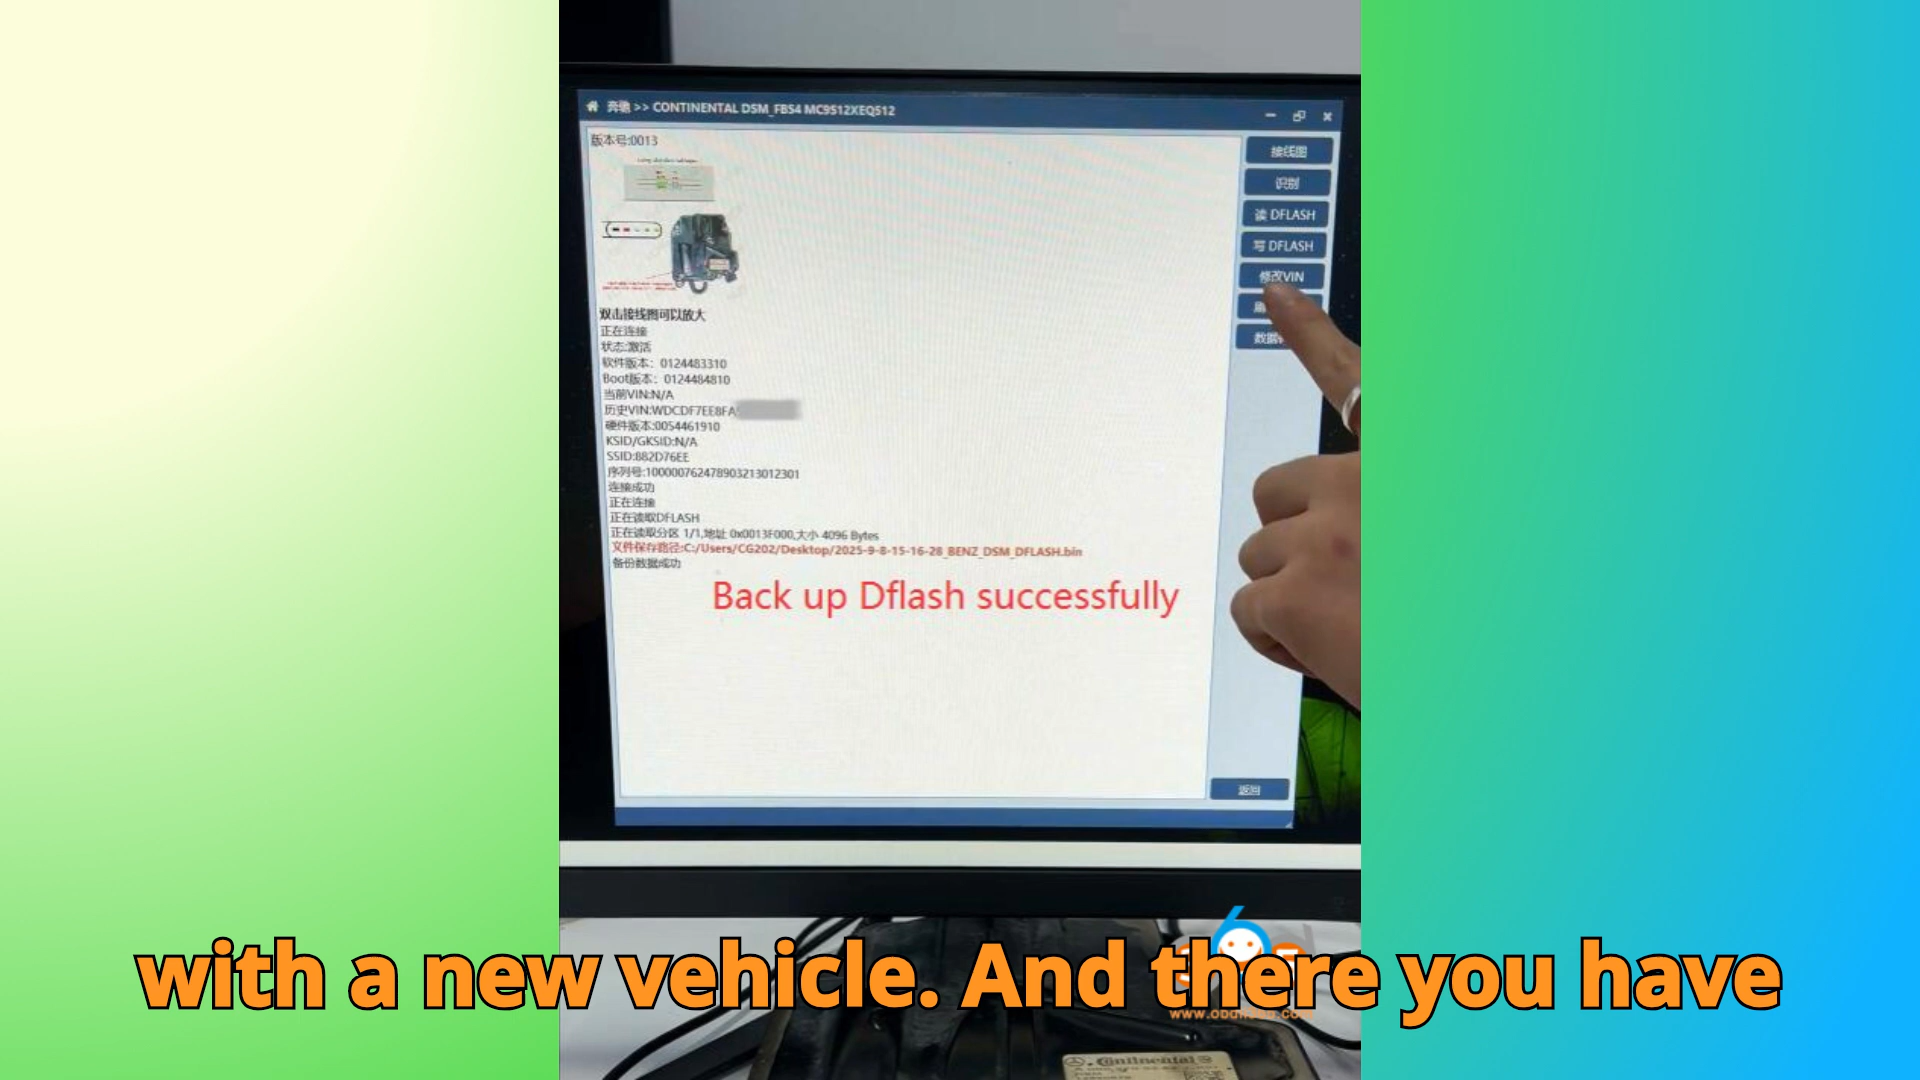 奔驰 >> CONTINENTAL DSM_FBS4 MC9S12XEQ512
版本号:0013
接线图
识别
读 DFLASH
写 DFLASH
修改VIN
双击接线图可以放大
正在连接
状态:激活
软件版本: 0124483310
Boot版本: 0124484810
当前VIN:N/A
历史VIN:WDCDF7EE8FA
硬件版本:0054461910
KSID/GKSID:N/A
SSID:882D76EE
序列号:100000762478903213012301
连接成功
正在连接
正在读取DFLASH
正在读取分区 1/1,地址 0x0013F000,大小 4096 Bytes
文件保存路径:C:/Users/CG202/Desktop/2025-9-8-15-16-28_BENZ_DSM_DFLASH.bin
备份数据成功
Back up Dflash successfully
返回
with a new vehicle. And there you have
Continental